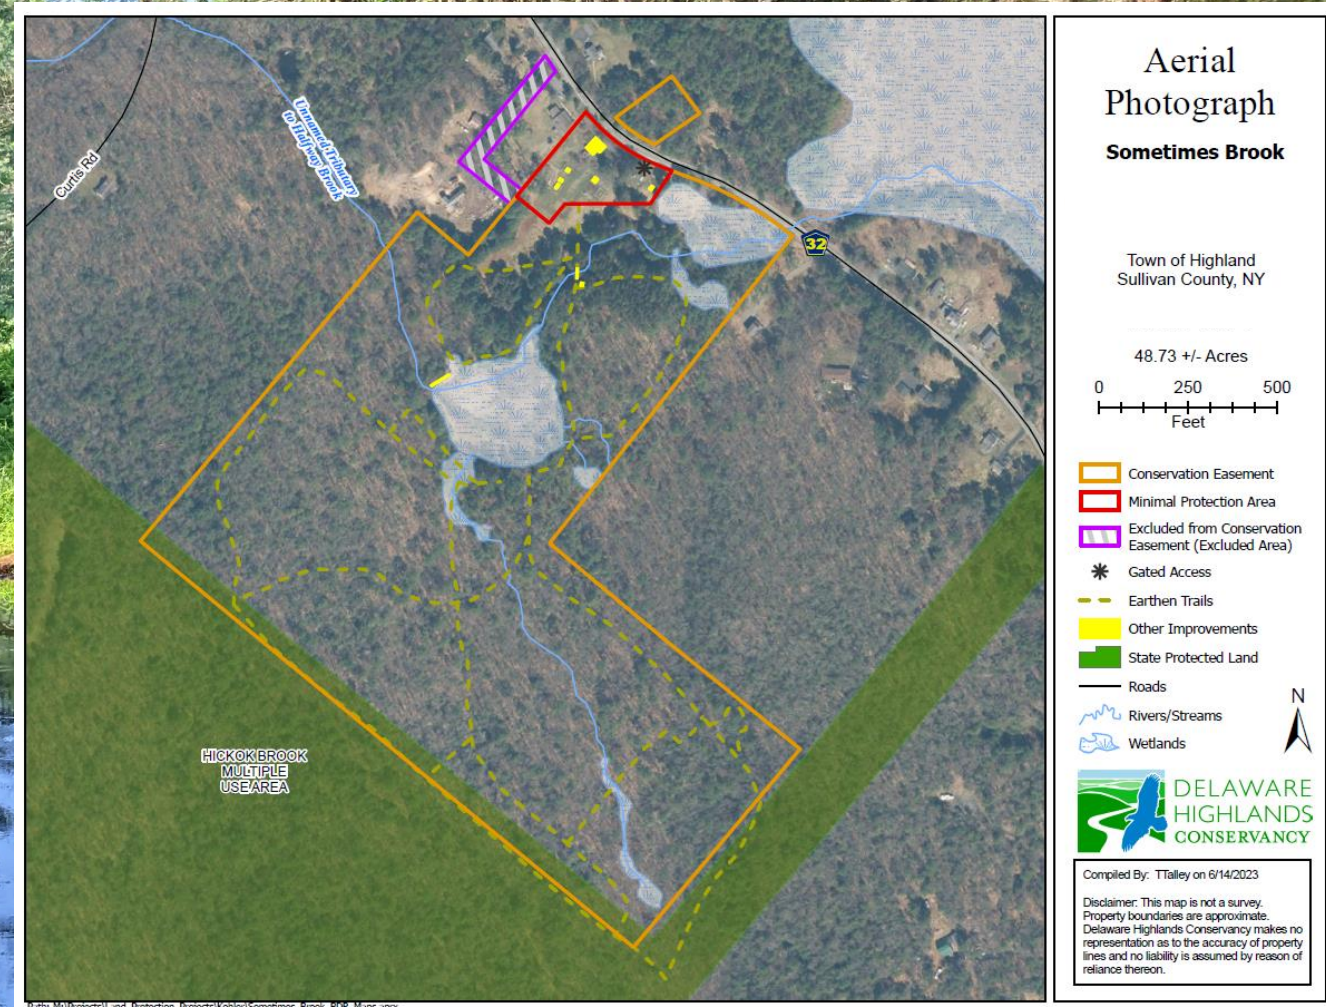 Aerial
Photograph
Sometimes Brook
Town of Highland
Sullivan County, NY
48.73 +/- Acres
0 250 500
Feet
Conservation Easement
Minimal Protection Area
Excluded from Conservation
Easement (Excluded Area)
Gated Access
Earthen Trails
Other Improvements
State Protected Land
Roads
Rivers/Streams
Wetlands
N
DELAWARE
HIGHLANDS
CONSERVANCY
Compiled By: TTalley on 6/14/2023
Disclaimer: This map is not a survey.
Property boundaries are approximate.
Delaware Highlands Conservancy makes no
representation as to the accuracy of property
lines and no liability is assumed by reason of
reliance thereon.
Curtis Rd
Unnamed Tributary
to Halfway Brook
32
HICKOK BROOK
MULTIPLE
USE AREA